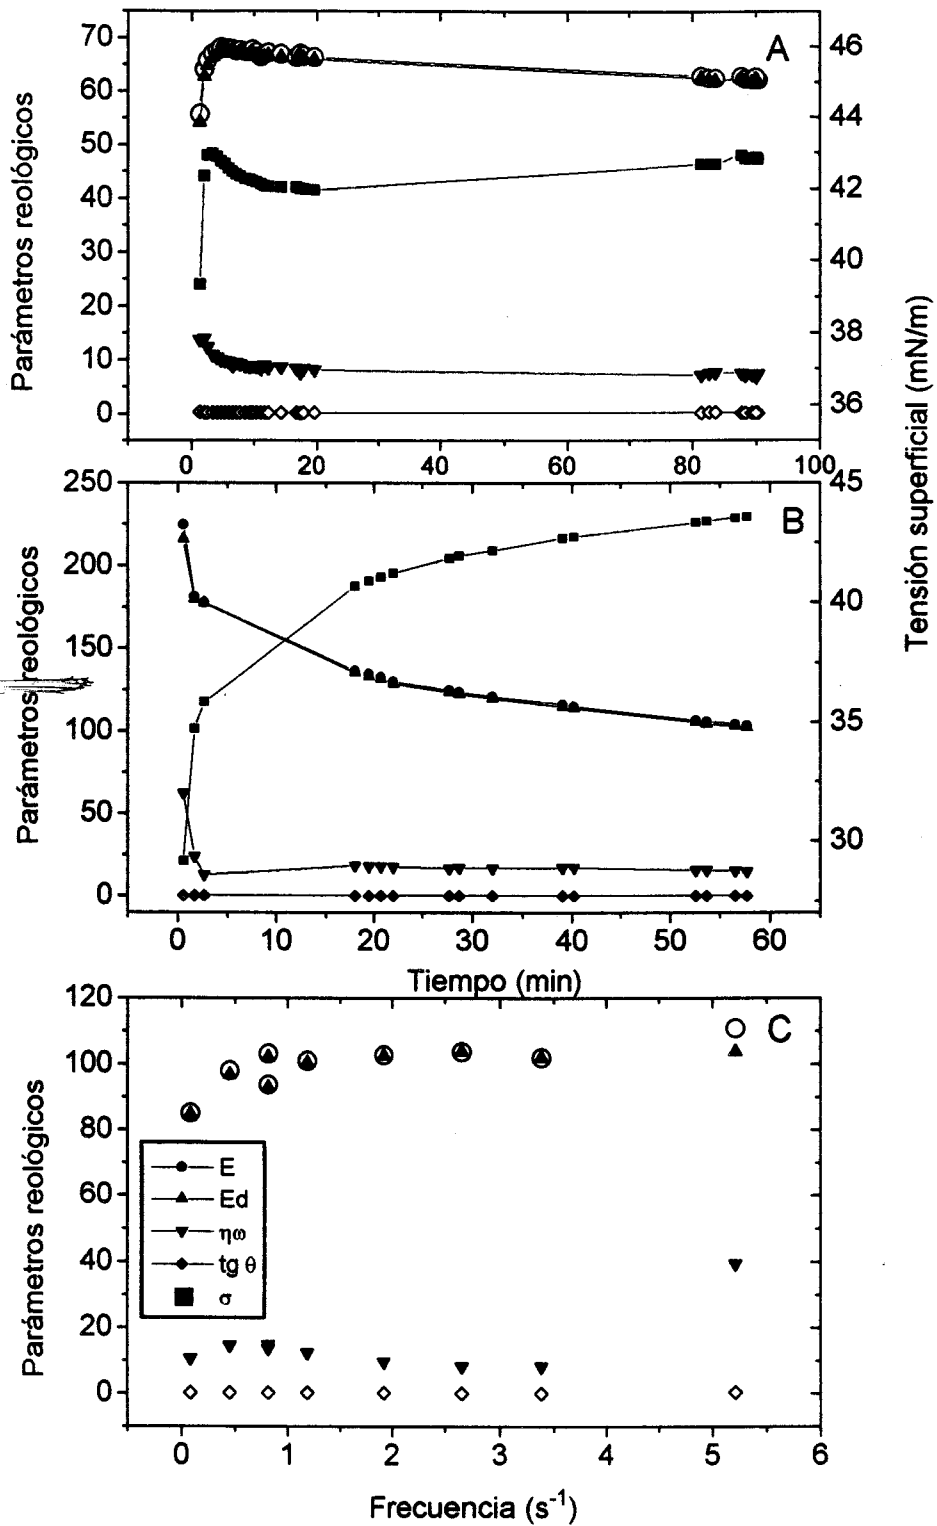 A
Parámetros reológicos
70
60
50
40
30
20
10
0
46
44
42
40
38
36
0 20 40 60 80 100
Tensión superficial (mN/m)
B
Parámetros reológicos
250
200
150
100
50
0
45
40
35
30
0 10 20 30 40 50 60
Tiempo (min)
C
Parámetros reológicos
120
100
80
60
40
20
0
E
Ed
ηω
tg θ
σ
0 1 2 3 4 5 6
Frecuencia (s⁻¹)